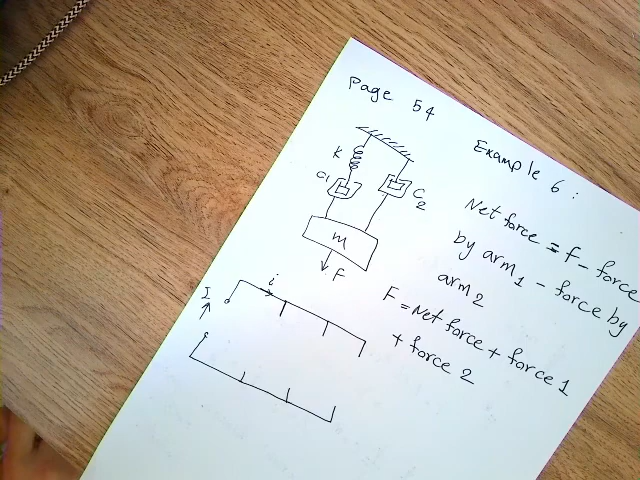 Page 54
Example 6 :
K
C1
C2
m
F
Net force = f - force
by arm1 - force by
arm2
F = Net force + force 1
+ force 2
i
I